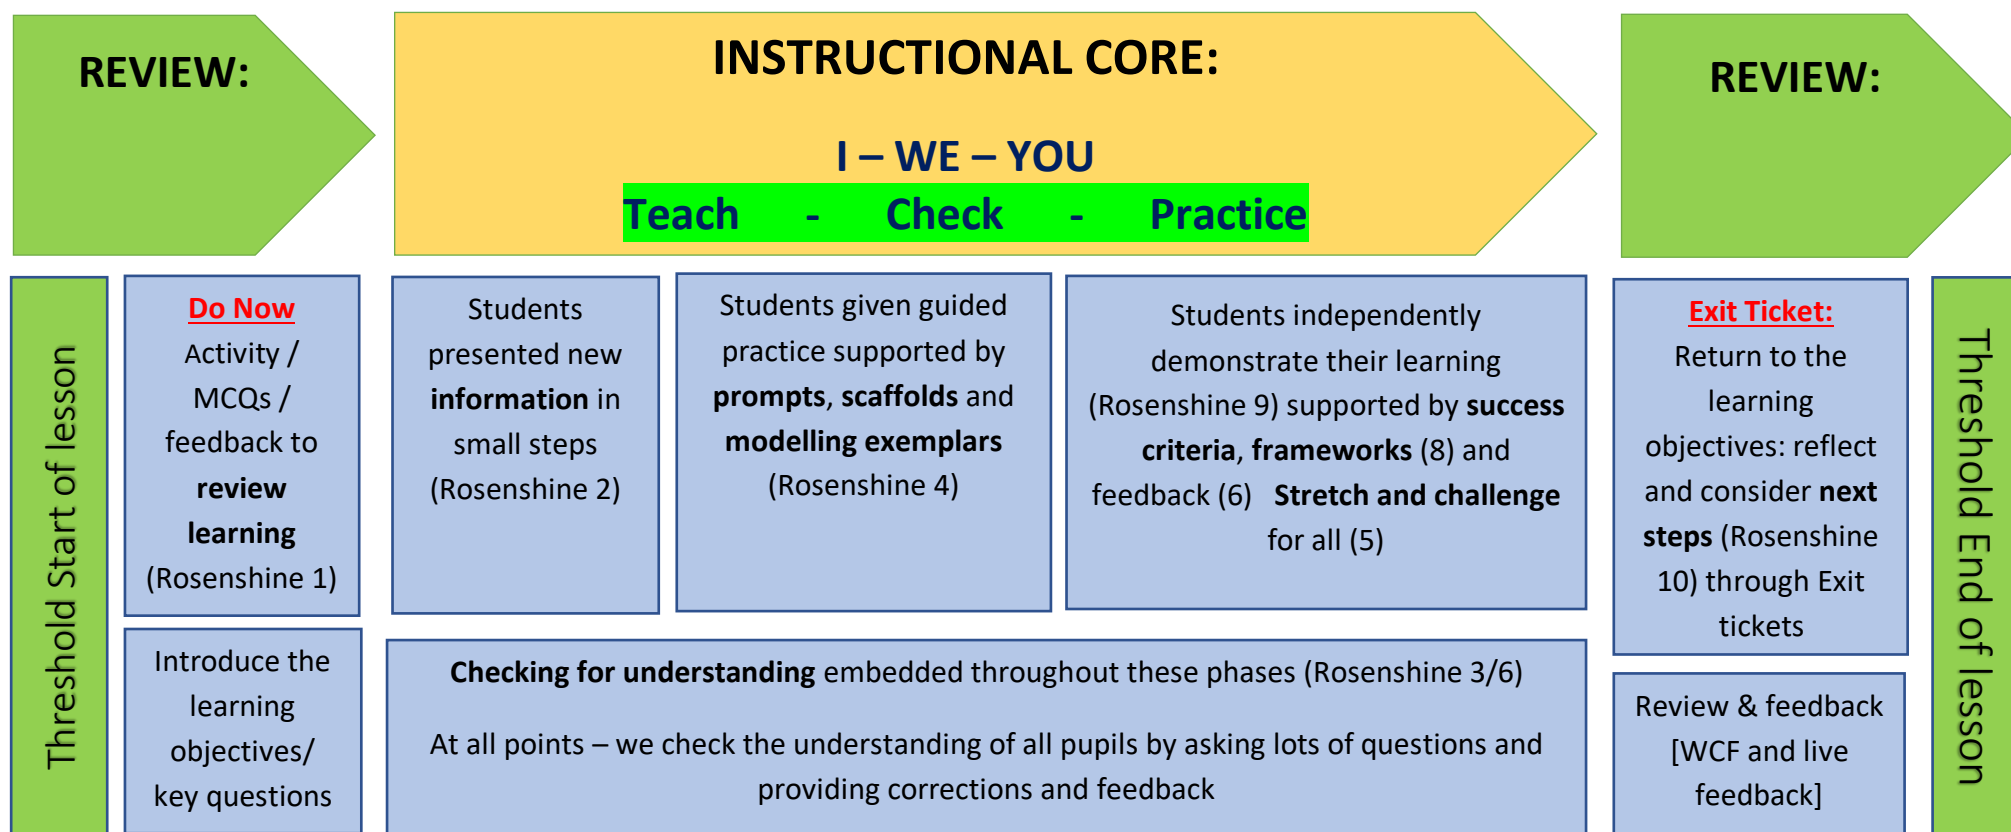 REVIEW:
INSTRUCTIONAL CORE:
I – WE – YOU
Teach - Check - Practice
REVIEW:
Threshold Start of lesson
Do Now
Activity /
MCQs /
feedback to
review
learning
(Rosenshine 1)
Introduce the
learning
objectives/
key questions
Students
presented new
information in
small steps
(Rosenshine 2)
Students given guided
practice supported by
prompts, scaffolds and
modelling exemplars
(Rosenshine 4)
Students independently
demonstrate their learning
(Rosenshine 9) supported by success
criteria, frameworks (8) and
feedback (6) Stretch and challenge
for all (5)
Checking for understanding embedded throughout these phases (Rosenshine 3/6)
At all points – we check the understanding of all pupils by asking lots of questions and
providing corrections and feedback
Exit Ticket:
Return to the
learning
objectives: reflect
and consider next
steps (Rosenshine
10) through Exit
tickets
Review & feedback
[WCF and live
feedback]
Threshold End of lesson